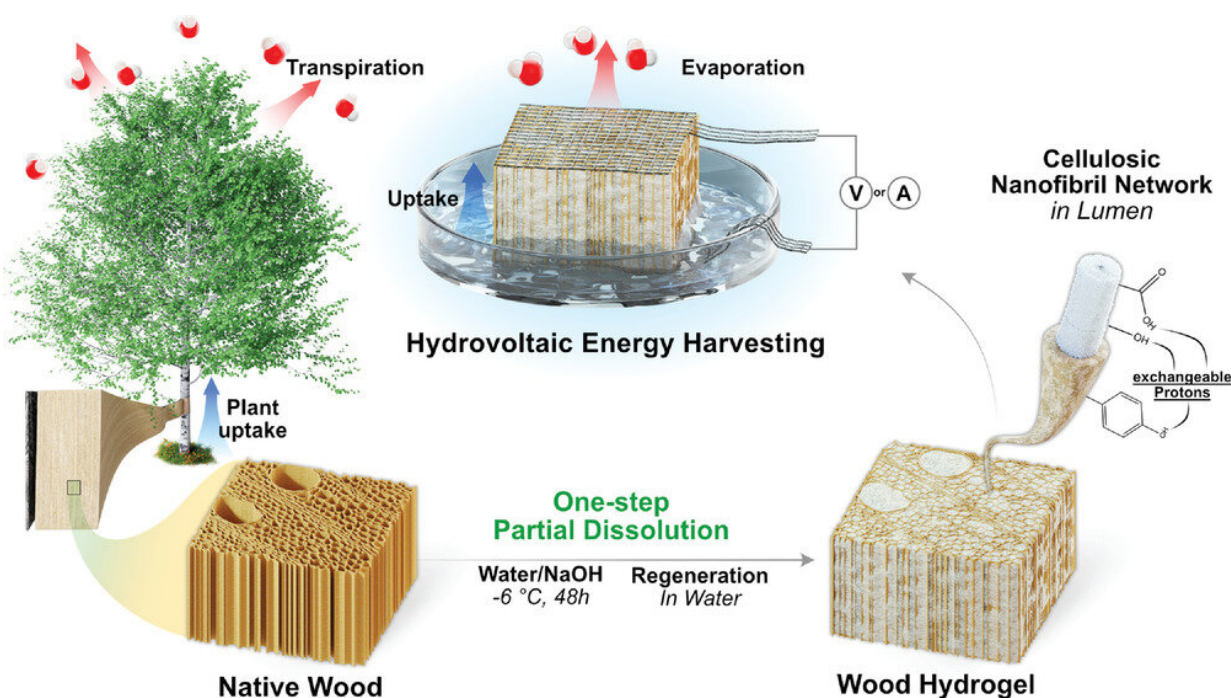 Transpiration
Evaporation
Uptake
V or A
Hydrovoltaic Energy Harvesting
Cellulosic
Nanofibril Network
in Lumen
O
OH
OH
exchangeable
Protons
OH
Plant
uptake
One-step
Partial Dissolution
Water/NaOH
-6 °C, 48h
Regeneration
In Water
Native Wood
Wood Hydrogel